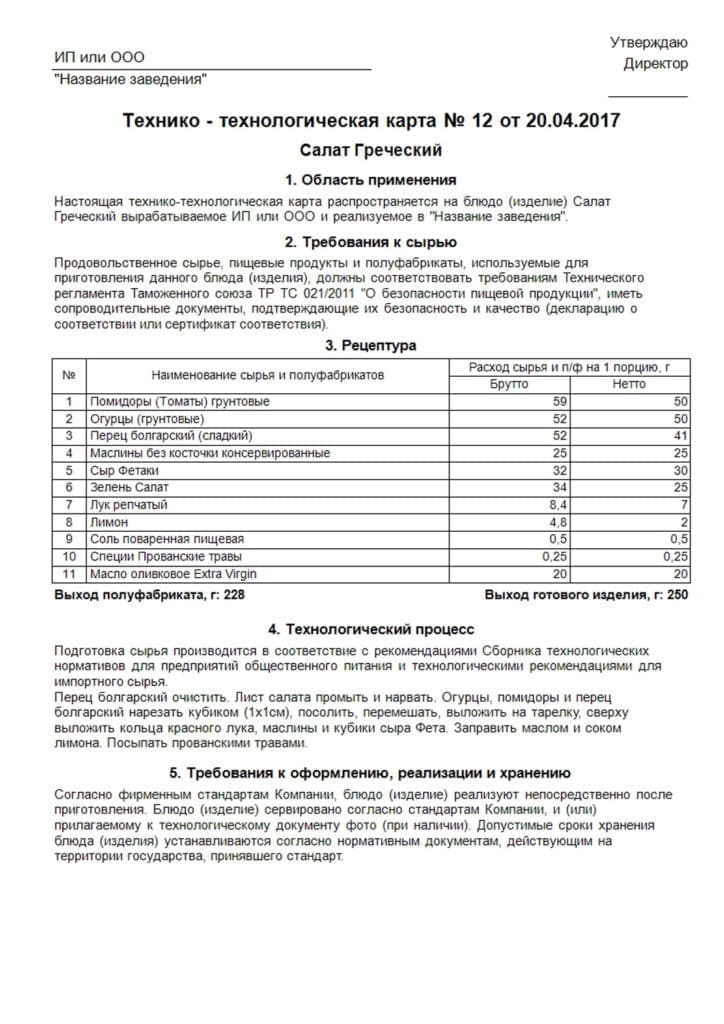 Утверждаю
ИП или ООО
Директор
"Название заведения"
Технико - технологическая карта № 12 от 20.04.2017
Салат Греческий
1. Область применения
Настоящая технико-технологическая карта распространяется на блюдо (изделие) Салат
Греческий вырабатываемое ИП или ООО и реализуемое в "Название заведения".
2. Требования к сырью
Продовольственное сырье, пищевые продукты и полуфабрикаты, используемые для
приготовления данного блюда (изделия), должны соответствовать требованиям Технического
регламента Таможенного союза ТР ТС 021/2011 "О безопасности пищевой продукции", иметь
сопроводительные документы, подтверждающие их безопасность и качество (декларацию о
соответствии или сертификат соответствия).
3. Рецептура
№ Наименование сырья и полуфабрикатов Расход сырья и п/ф на 1 порцию, г
Брутто Нетто
1 Помидоры (Томаты) грунтовые 59 50
2 Огурцы (грунтовые) 52 50
3 Перец болгарский (сладкий) 52 41
4 Маслины без косточки консервированные 25 25
5 Сыр Фетаки 32 30
6 Зелень Салат 34 25
7 Лук репчатый 8,4 7
8 Лимон 4,8 2
9 Соль поваренная пищевая 0,5 0,5
10 Специи Прованские травы 0,25 0,25
11 Масло оливковое Extra Virgin 20 20
Выход полуфабриката, г: 228 Выход готового изделия, г: 250
4. Технологический процесс
Подготовка сырья производится в соответствие с рекомендациями Сборника технологических
нормативов для предприятий общественного питания и технологическими рекомендациями для
импортного сырья.
Перец болгарский очистить. Лист салата промыть и нарвать. Огурцы, помидоры и перец
болгарский нарезать кубиком (1х1см), посолить, перемешать, выложить на тарелку, сверху
выложить кольца красного лука, маслины и кубики сыра Фета. Заправить маслом и соком
лимона. Посыпать прованскими травами.
5. Требования к оформлению, реализации и хранению
Согласно фирменным стандартам Компании, блюдо (изделие) реализуют непосредственно после
приготовления. Блюдо (изделие) сервировано согласно стандартам Компании, и (или)
прилагаемому к технологическому документу фото (при наличии). Допустимые сроки хранения
блюда (изделия) устанавливаются согласно нормативным документам, действующим на
территории государства, принявшего стандарт.